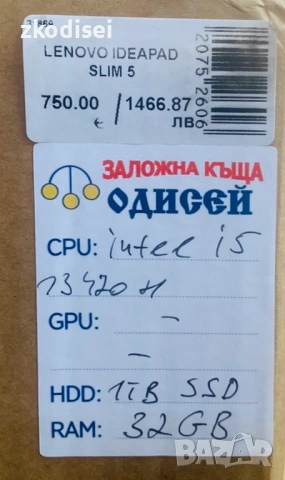 zkodisei
LENOVO IDEAPAD
SLIM 5
750.00 / 1466.87
€ лв
20752606
ЗАЛОЖНА КЪЩА
ОДИСЕЙ
CPU: intel i5
13420H
GPU: -
-
HDD: 1TB SSD
RAM: 32GB
BAZAR